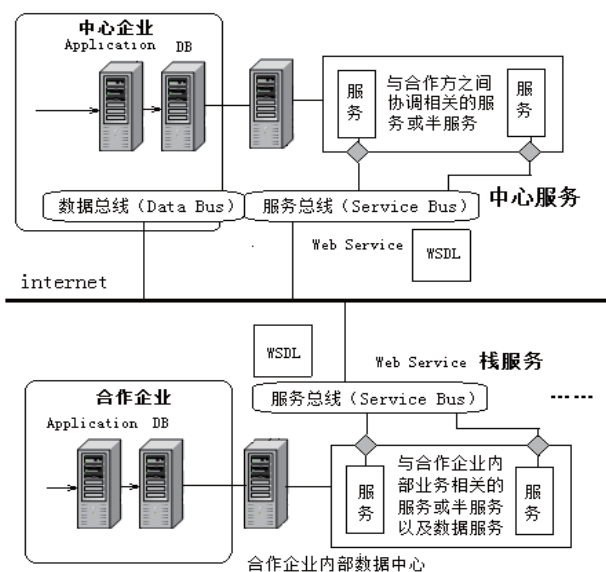 中心企业
Application DB
服务
与合作方之间
协调相关的服
务或半服务
服务
数据总线（Data Bus）
服务总线（Service Bus）
中心服务
Web Service
WSDL
internet
WSDL
Web Service 栈服务
合作企业
服务总线（Service Bus）
……
Application DB
服务
与合作企业内
部业务相关的
服务或半服务
以及数据服务
服务
合作企业内部数据中心